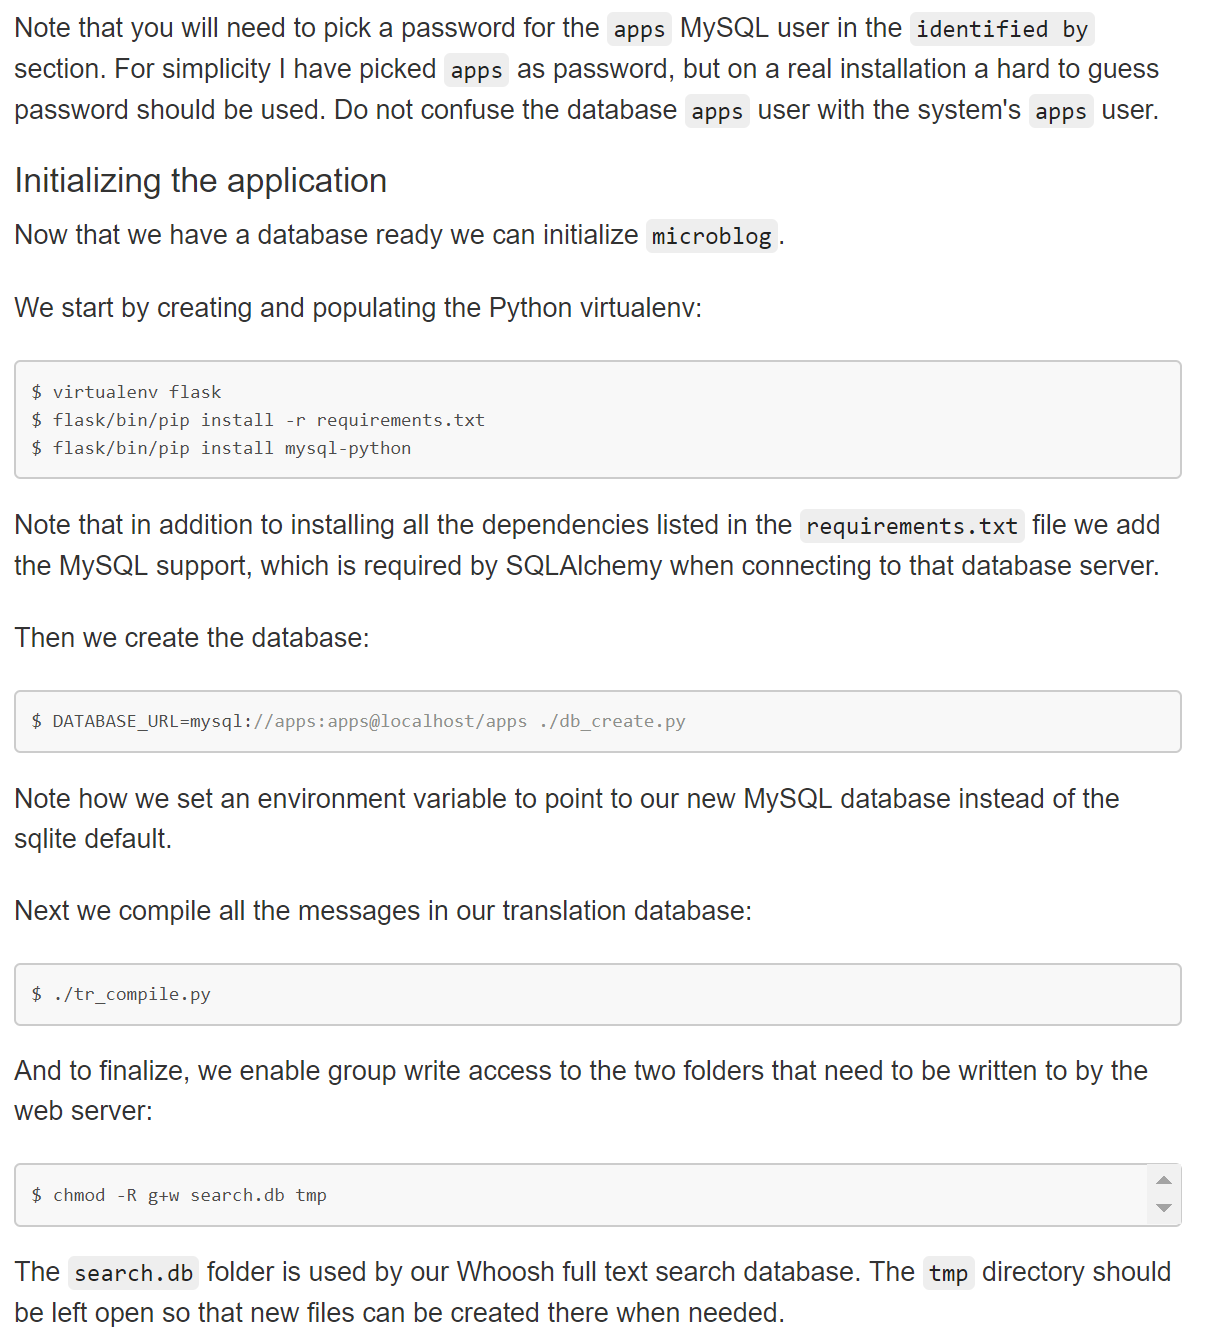 Note that you will need to pick a password for the apps MySQL user in the identified by
section. For simplicity I have picked apps as password, but on a real installation a hard to guess
password should be used. Do not confuse the database apps user with the system's apps user.
Initializing the application
Now that we have a database ready we can initialize microblog.
We start by creating and populating the Python virtualenv:
$ virtualenv flask
$ flask/bin/pip install -r requirements.txt
$ flask/bin/pip install mysql-python
Note that in addition to installing all the dependencies listed in the requirements.txt file we add
the MySQL support, which is required by SQLAlchemy when connecting to that database server.
Then we create the database:
$ DATABASE_URL=mysql://apps:apps@localhost/apps ./db_create.py
Note how we set an environment variable to point to our new MySQL database instead of the
sqlite default.
Next we compile all the messages in our translation database:
$ ./tr_compile.py
And to finalize, we enable group write access to the two folders that need to be written to by the
web server:
$ chmod -R g+w search.db tmp
The search.db folder is used by our Whoosh full text search database. The tmp directory should
be left open so that new files can be created there when needed.